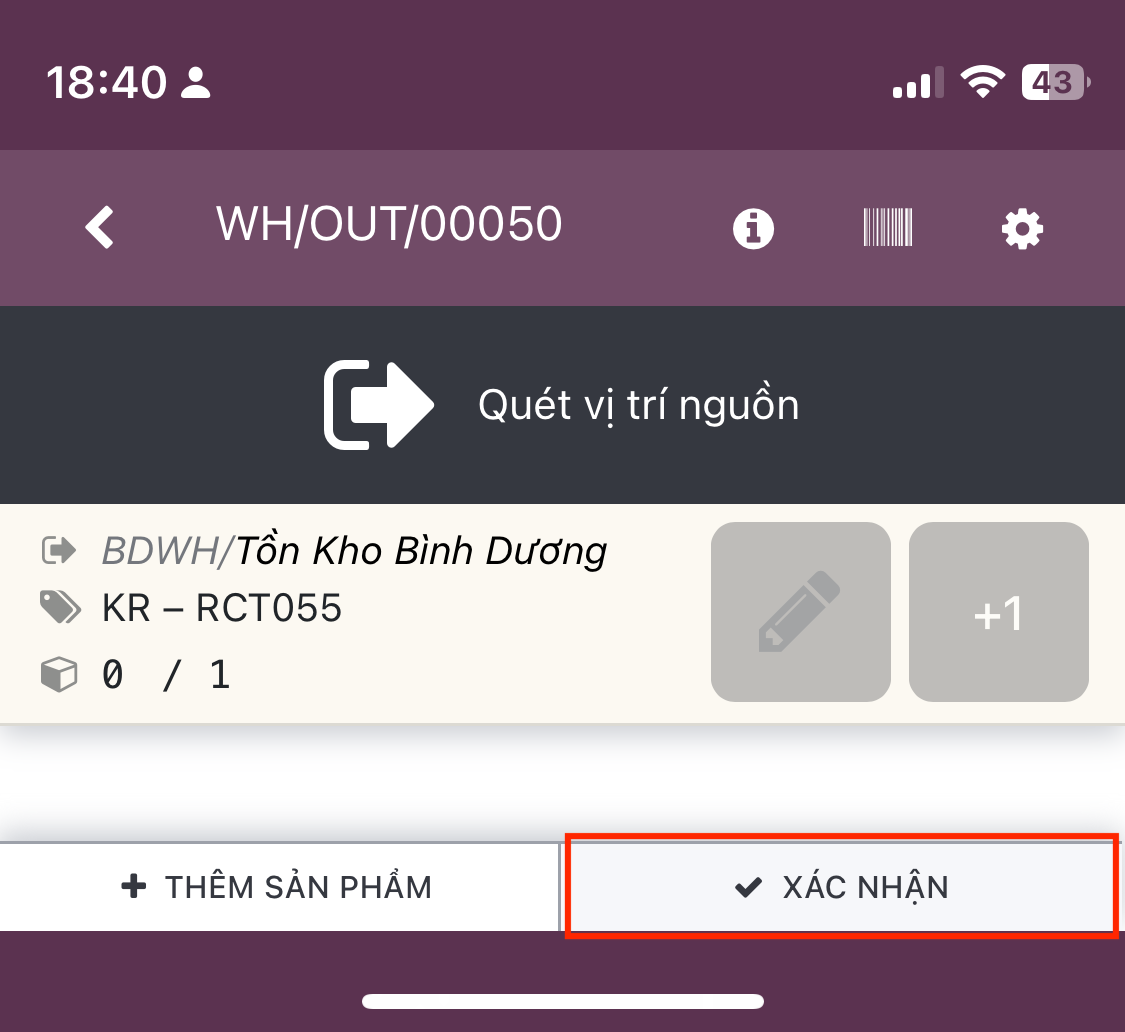 18:40
43
WH/OUT/00050
Quét vị trí nguồn
BDWH/Tồn Kho Bình Dương
KR – RCT055
0 / 1
+1
THÊM SẢN PHẨM
XÁC NHẬN